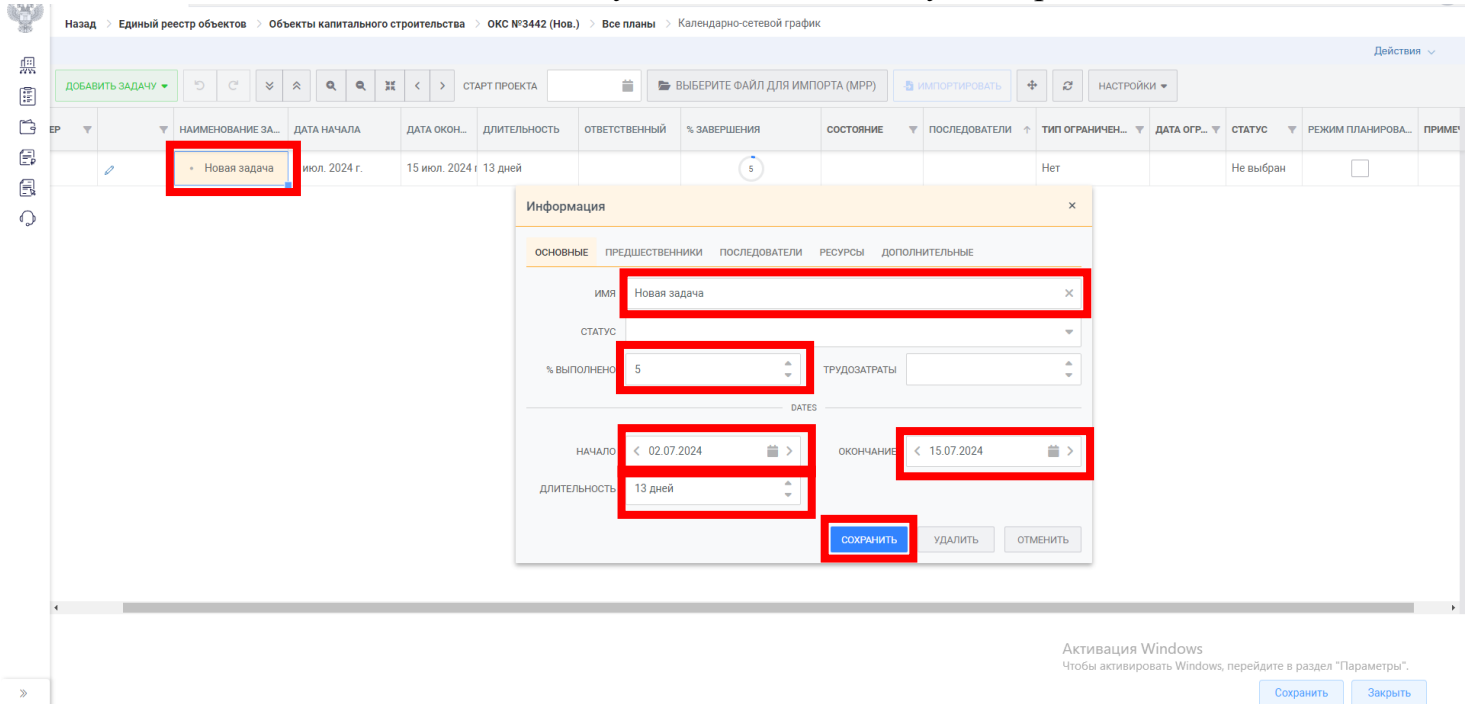 Назад > Единый реестр объектов > Объекты капитального строительства > ОКС №3442 (Нов.) > Все планы > Календарно-сетевой график
Действия
ДОБАВИТЬ ЗАДАЧУ СТАРТ ПРОЕКТА ВЫБЕРИТЕ ФАЙЛ ДЛЯ ИМПОРТА (MPP) ИМПОРТИРОВАТЬ НАСТРОЙКИ
ЕР НАИМЕНОВАНИЕ ЗА... ДАТА НАЧАЛА ДАТА ОКОН... ДЛИТЕЛЬНОСТЬ ОТВЕТСТВЕННЫЙ % ЗАВЕРШЕНИЯ СОСТОЯНИЕ ПОСЛЕДОВАТЕЛИ ТИП ОГРАНИЧЕН... ДАТА ОГР... СТАТУС РЕЖИМ ПЛАНИРОВА... ПРИМЕЧ
Новая задача июл. 2024 г. 15 июл. 2024 г 13 дней 5 Нет Не выбран
Информация
ОСНОВНЫЕ ПРЕДШЕСТВЕННИКИ ПОСЛЕДОВАТЕЛИ РЕСУРСЫ ДОПОЛНИТЕЛЬНЫЕ
ИМЯ Новая задача
СТАТУС
% ВЫПОЛНЕНО 5 ТРУДОЗАТРАТЫ
DATES
НАЧАЛО 02.07.2024 ОКОНЧАНИЕ 15.07.2024
ДЛИТЕЛЬНОСТЬ 13 дней
СОХРАНИТЬ УДАЛИТЬ ОТМЕНИТЬ
Активация Windows
Чтобы активировать Windows, перейдите в раздел "Параметры".
Сохранить Закрыть